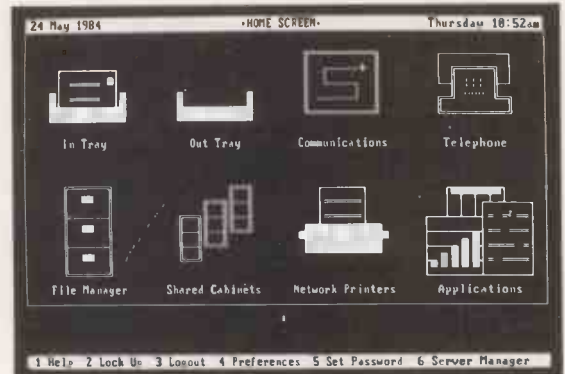 24 May 1984 •HOME SCREEN• Thursday 10:52am
In Tray Out Tray Communications Telephone
File Manager Shared Cabinets Network Printers Applications
1 Help 2 Lock Up 3 Logout 4 Preferences 5 Set Password 6 Server Manager